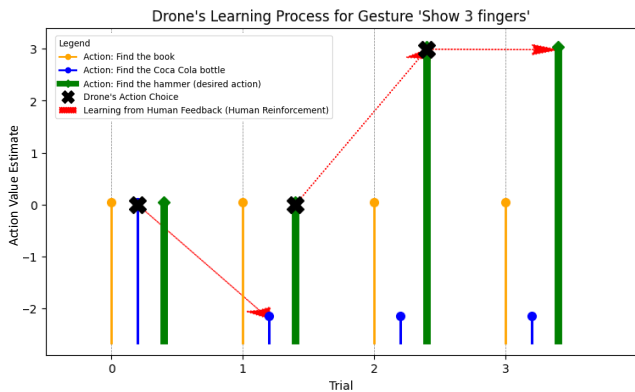 Drone's Learning Process for Gesture 'Show 3 fingers'
Legend
Action: Find the book
Action: Find the Coca Cola bottle
Action: Find the hammer (desired action)
Drone's Action Choice
Learning from Human Feedback (Human Reinforcement)
Action Value Estimate
3
2
1
0
−1
−2
0
1
2
3
Trial